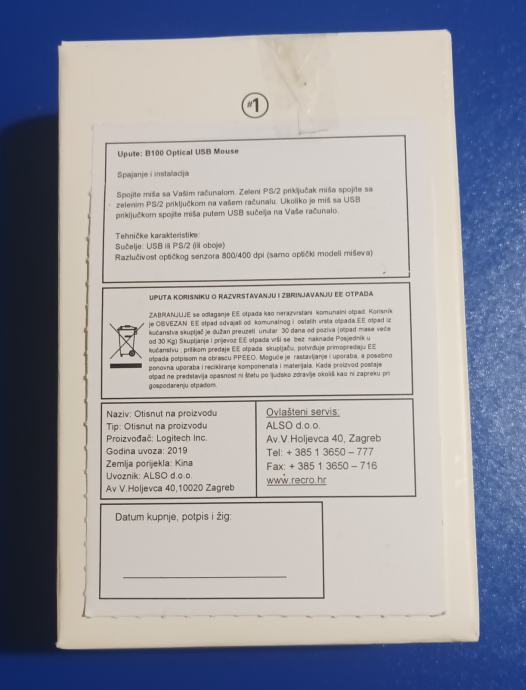 #1
Upute: B100 Optical USB Mouse
Spajanje i instalacija
Spojite miša sa Vašim računalom. Zeleni PS/2 priključak miša spojite sa
zelenim PS/2 priključkom na vašem računalu. Ukoliko je miš sa USB
priključkom spojite miša putem USB sučelja na Vaše računalo.
Tehničke karakteristike:
Sučelje: USB ili PS/2 (ili oboje)
Razlučivost optičkog senzora 800/400 dpi (samo optički modeli miševa)
UPUTA KORISNIKU O RAZVRSTAVANJU I ZBRINJAVANJU EE OTPADA
ZABRANJUJE se odlaganje EE otpada kao nerazvrstani komunalni otpad. Korisnik
je OBVEZAN EE otpad odvajati od komunalnog i ostalih vrsta otpada.EE otpad iz
kućanstva skupljač je dužan preuzeti unutar 30 dana od poziva (otpad mase veće
od 30 Kg) Skupljanje i prijevoz EE otpada vrši se bez naknade Posjednik u
kućanstvu , prilikom predaje EE otpada skupljaču, potvrđuje primopredaju EE
otpada potpisom na obrascu PPEEO. Moguće je rastavljanje i uporaba, a posebno
ponovna uporaba i recikliranje komponenata i materijala. Kada proizvod postaje
otpad ne predstavlja opasnost ni štetu po ljudsko zdravlje okoliš kao ni zapreku pri
gospodarenju otpadom.
Naziv: Otisnut na proizvodu
Tip: Otisnut na proizvodu
Proizvođač: Logitech Inc.
Godina uvoza: 2019
Zemlja porijekla: Kina
Uvoznik: ALSO d.o.o.
Av V.Holjevca 40,10020 Zagreb
Ovlašteni servis:
ALSO d.o.o.
Av.V.Holjevca 40, Zagreb
Tel: + 385 1 3650 – 777
Fax: + 385 1 3650 – 716
www.recro.hr
Datum kupnje, potpis i žig: